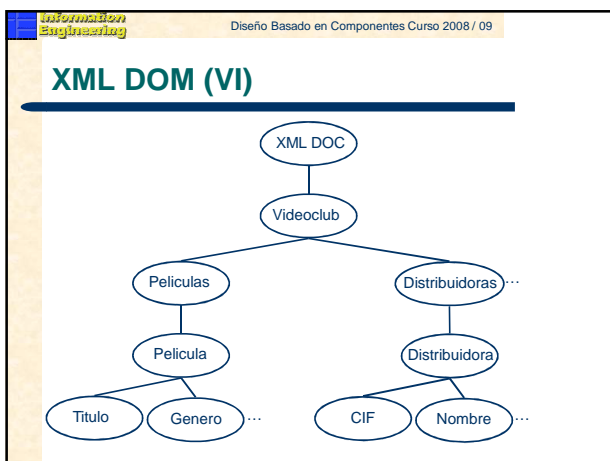 Information
Engineering
Diseño Basado en Componentes Curso 2008 / 09
XML DOM (VI)
XML DOC
Videoclub
Peliculas
Distribuidoras ...
Pelicula
Distribuidora
Titulo
Genero ...
CIF
Nombre ...